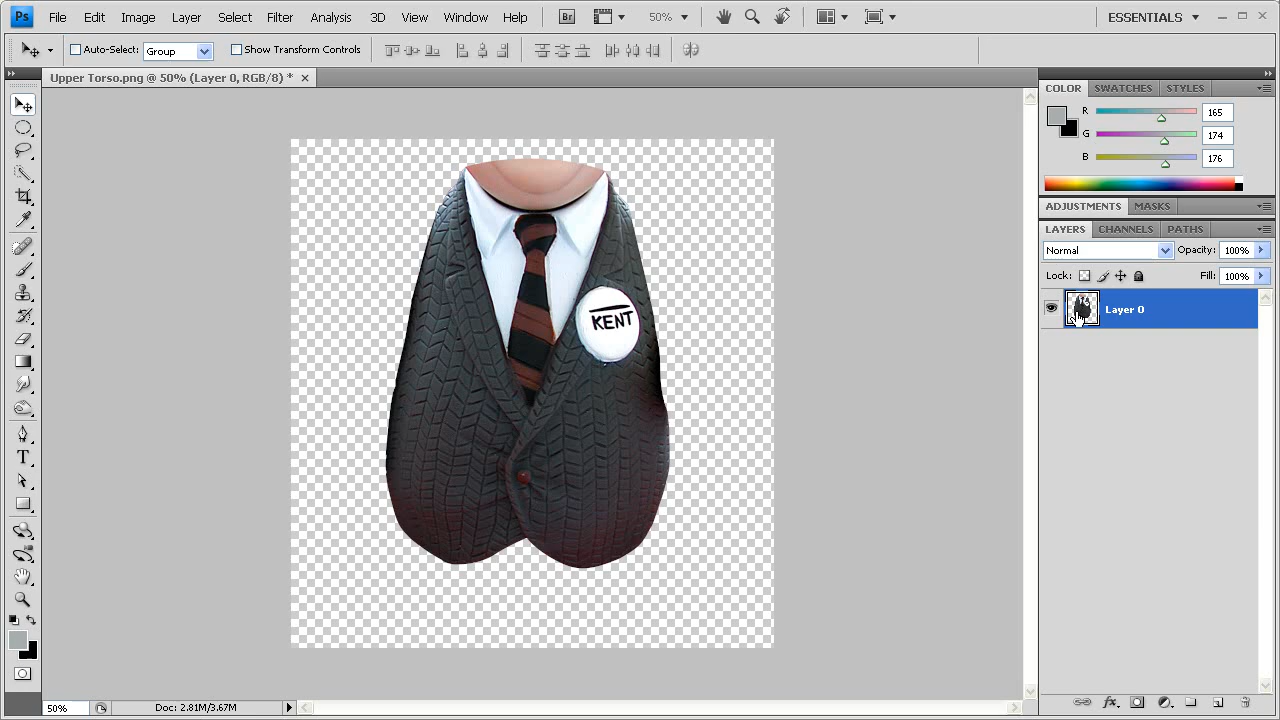 Ps File Edit Image Layer Select Filter Analysis 3D View Window Help Br 50% ESSENTIALS
Auto-Select: Group Show Transform Controls
Upper Torso.png @ 50% (Layer 0, RGB/8) *
COLOR SWATCHES STYLES
R 165
G 174
B 176
ADJUSTMENTS MASKS
LAYERS CHANNELS PATHS
Normal Opacity: 100%
Lock: Fill: 100%
Layer 0
KENT
T
50% Doc: 2.81M/3.67M